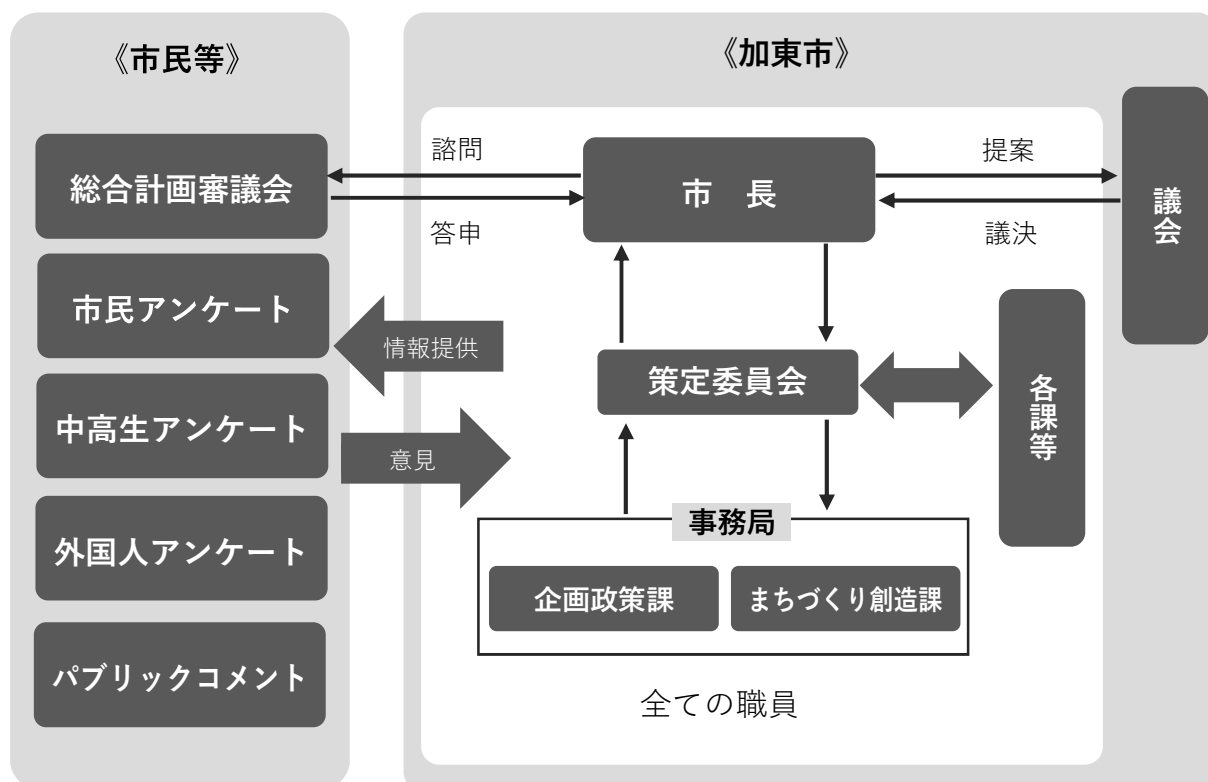 《市民等》
総合計画審議会
市民アンケート
中高生アンケート
外国人アンケート
パブリックコメント
諮問
答申
情報提供
意見
《加東市》
市 長
提案
議決
議会
策定委員会
各課等
事務局
企画政策課
まちづくり創造課
全ての職員